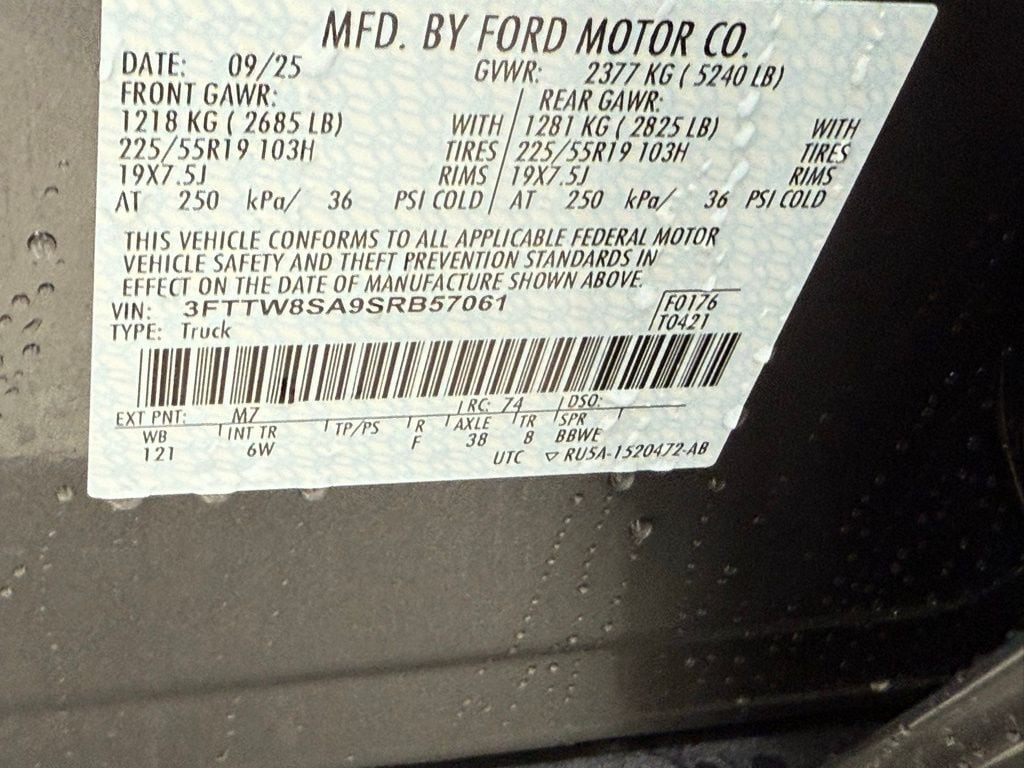 MFD. BY FORD MOTOR CO.
DATE: 09/25 GVWR: 2377 KG ( 5240 LB)
FRONT GAWR: REAR GAWR:
1218 KG ( 2685 LB) WITH 1281 KG ( 2825 LB) WITH
225/55R19 103H TIRES 225/55R19 103H TIRES
19X7.5J RIMS 19X7.5J RIMS
AT 250 kPa/ 36 PSI COLD AT 250 kPa/ 36 PSI COLD
THIS VEHICLE CONFORMS TO ALL APPLICABLE FEDERAL MOTOR
VEHICLE SAFETY AND THEFT PREVENTION STANDARDS IN
EFFECT ON THE DATE OF MANUFACTURE SHOWN ABOVE.
VIN: 3FTTW8SA9SRB57061 F0176
TYPE: Truck T0421
EXT PNT: M7 RC: 74 DSO:
WB INT TR TP/PS R AXLE TR SPR
121 6W F 38 8 BBWE
UTC ▽ RU5A-1520472-AB